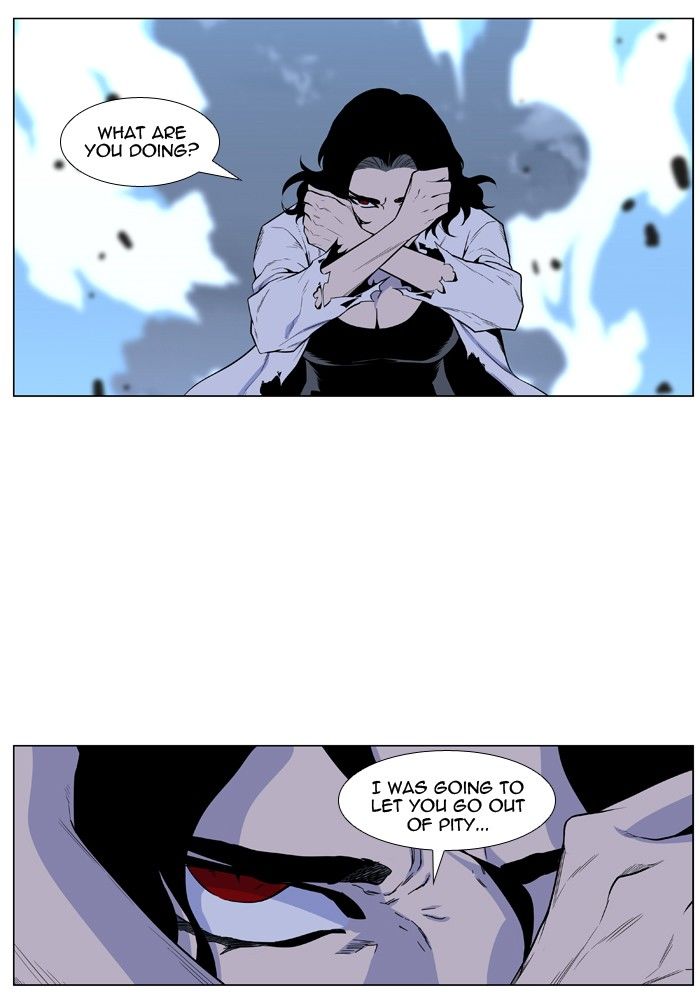 WHAT ARE
YOU DOING?
I WAS GOING TO
LET YOU GO OUT
OF PITY...